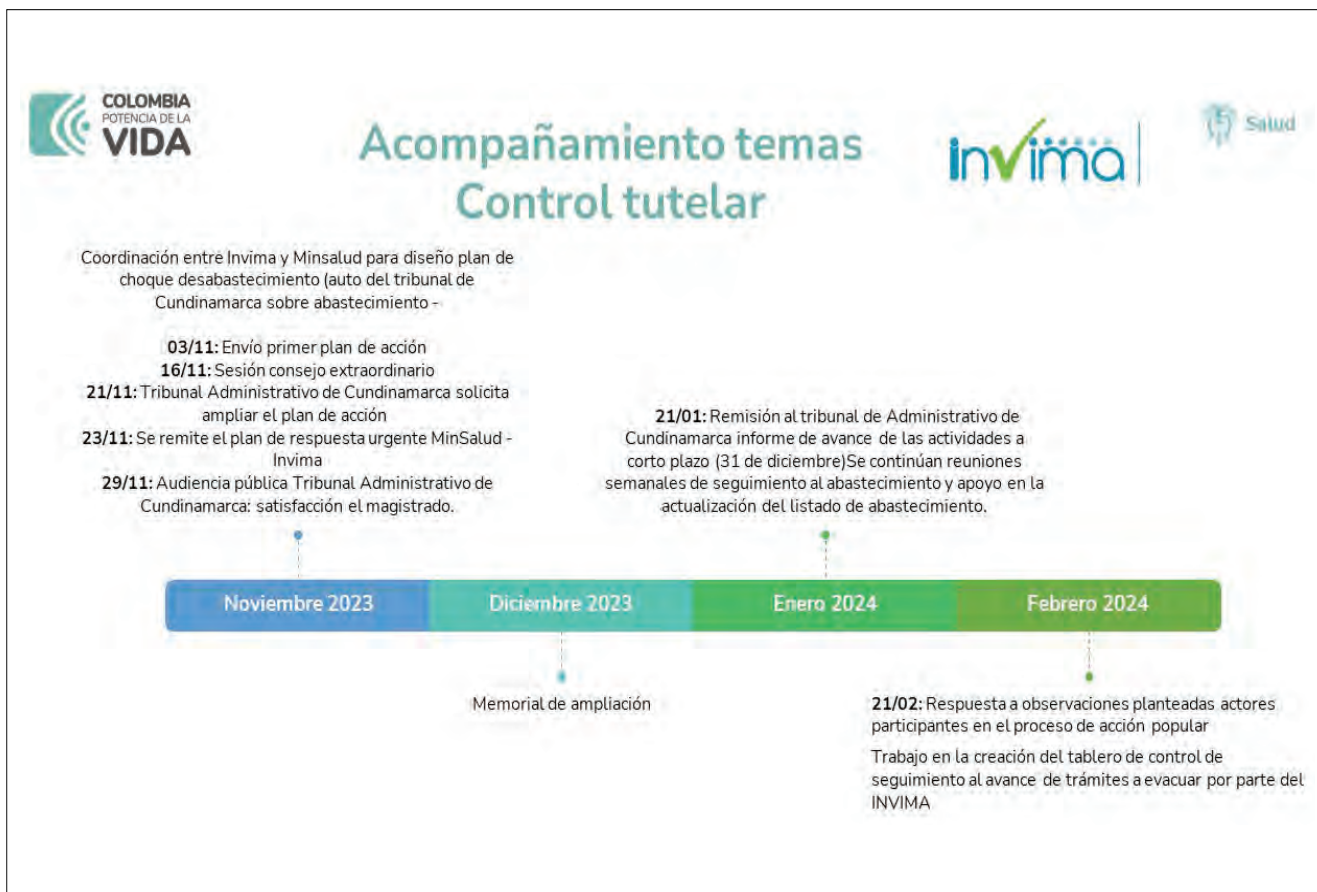 COLOMBIA
POTENCIA DE LA
VIDA
Acompañamiento temas
Control tutelar
invima
Salud
Coordinación entre Invima y Minsalud para diseño plan de
choque desabastecimiento (auto del tribunal de
Cundinamarca sobre abastecimiento -
03/11: Envío primer plan de acción
16/11: Sesión consejo extraordinario
21/11: Tribunal Administrativo de Cundinamarca solicita
ampliar el plan de acción
23/11: Se remite el plan de respuesta urgente MinSalud -
Invima
29/11: Audiencia pública Tribunal Administrativo de
Cundinamarca: satisfacción el magistrado.
21/01: Remisión al tribunal de Administrativo de
Cundinamarca informe de avance de las actividades a
corto plazo (31 de diciembre)Se continúan reuniones
semanales de seguimiento al abastecimiento y apoyo en la
actualización del listado de abastecimiento.
Noviembre 2023
Diciembre 2023
Enero 2024
Febrero 2024
Memorial de ampliación
21/02: Respuesta a observaciones planteadas actores
participantes en el proceso de acción popular
Trabajo en la creación del tablero de control de
seguimiento al avance de trámites a evacuar por parte del
INVIMA